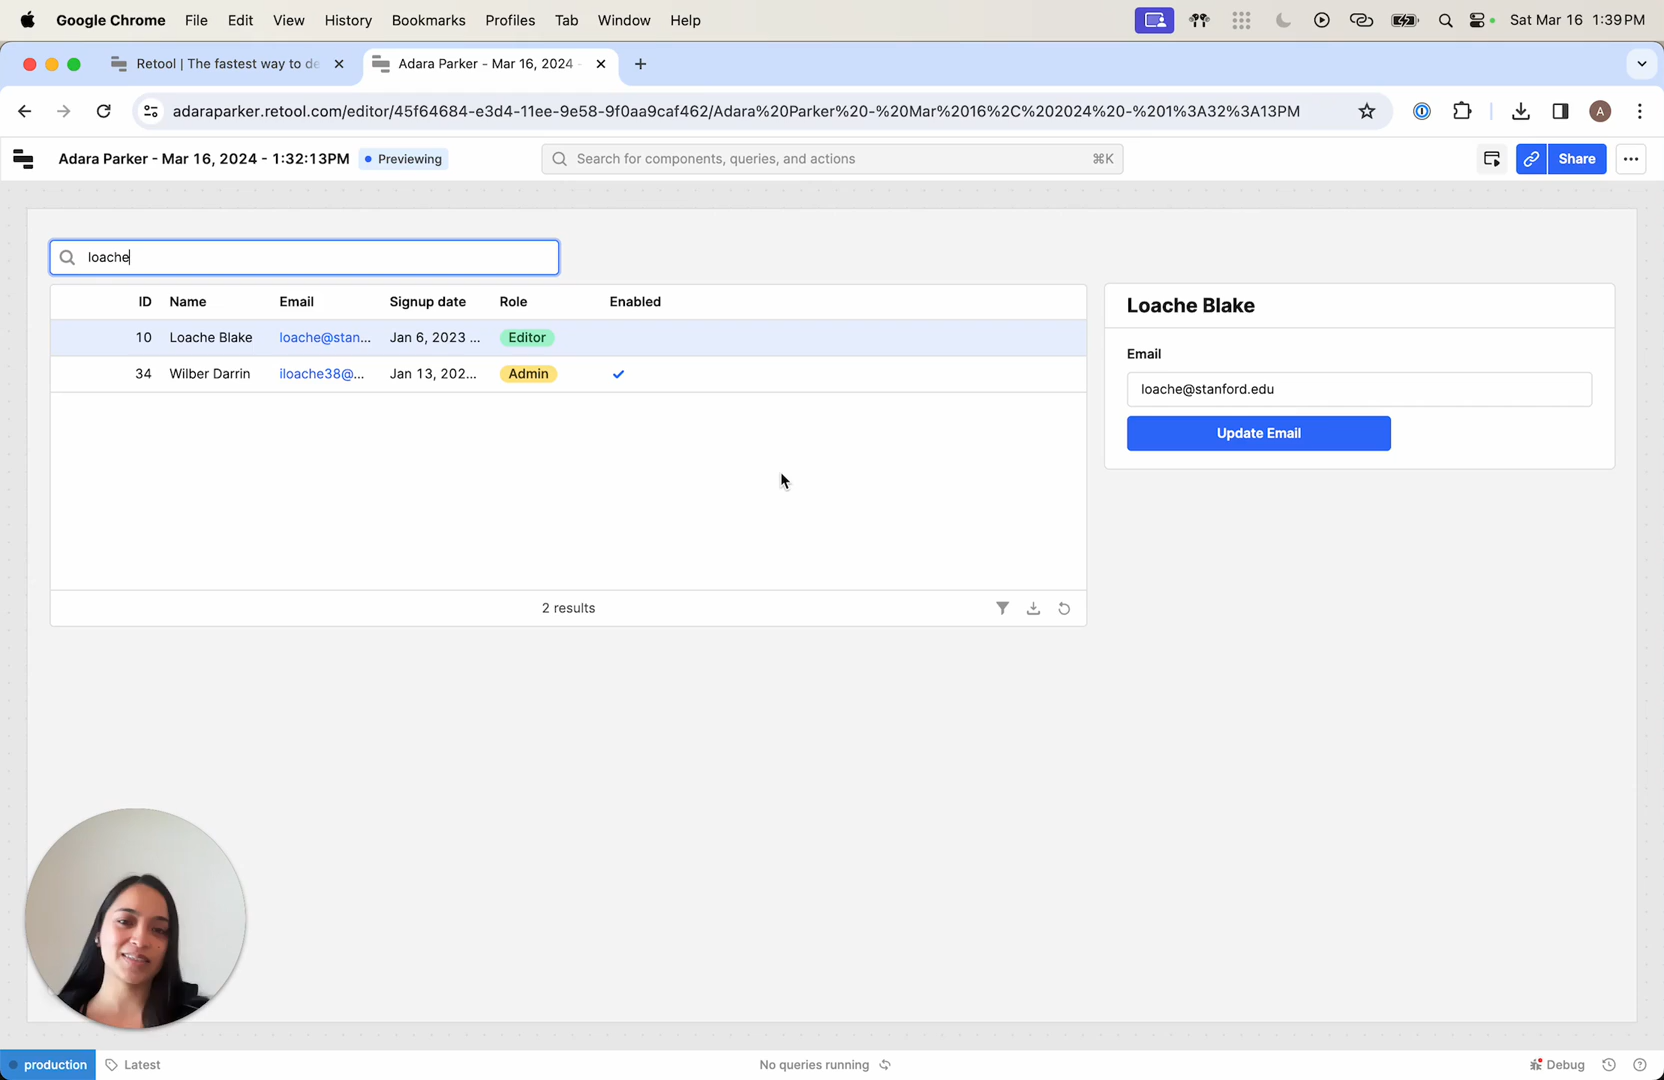 Google Chrome File Edit View History Bookmarks Profiles Tab Window Help Sat Mar 16 1:39 PM
Retool | The fastest way to de Adara Parker - Mar 16, 2024 -
adaraparker.retool.com/editor/45f64684-e3d4-11ee-9e58-9f0aa9caf462/Adara%20Parker%20-%20Mar%2016%2C%202024%20-%201%3A32%3A13PM A
Adara Parker - Mar 16, 2024 - 1:32:13PM Previewing Search for components, queries, and actions ⌘K Share
loache
ID Name Email Signup date Role Enabled
10 Loache Blake loache@stan... Jan 6, 2023 ... Editor
34 Wilber Darrin iloache38@... Jan 13, 202... Admin
2 results
Loache Blake
Email
loache@stanford.edu
Update Email
production Latest No queries running Debug